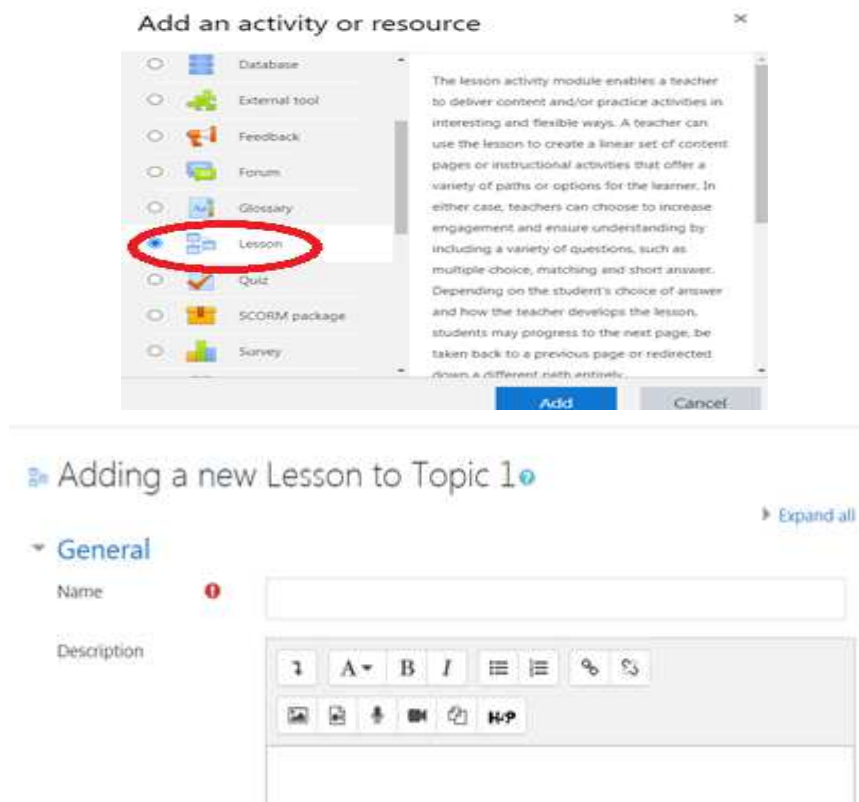 Add an activity or resource
×
Database
External tool
Feedback
Forum
Glossary
Lesson
Quiz
SCORM package
Survey
The lesson activity module enables a teacher
to deliver content and/or practice activities in
interesting and flexible ways. A teacher can
use the lesson to create a linear set of content
pages or instructional activities that offer a
variety of paths or options for the learner. In
either case, teachers can choose to increase
engagement and ensure understanding by
including a variety of questions, such as
multiple choice, matching and short answer.
Depending on the student's choice of answer
and how the teacher develops the lesson,
students may progress to the next page, be
taken back to a previous page or redirected
down a different path entirely.
Add
Cancel
Adding a new Lesson to Topic 1
Expand all
General
Name
Description
A B I
H-P